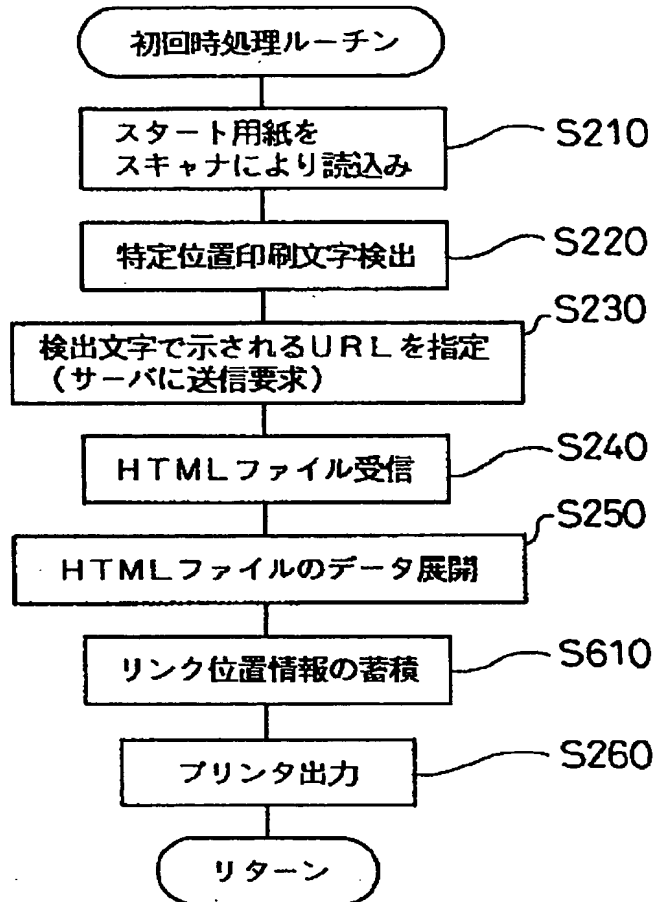 初回時処理ルーチン
スタート用紙を
スキャナにより読込み
S210
特定位置印刷文字検出
S220
S230
検出文字で示されるURLを指定
(サーバに送信要求)
HTMLファイル受信
S240
S250
HTMLファイルのデータ展開
リンク位置情報の蓄積
S610
プリンタ出力
S260
リターン